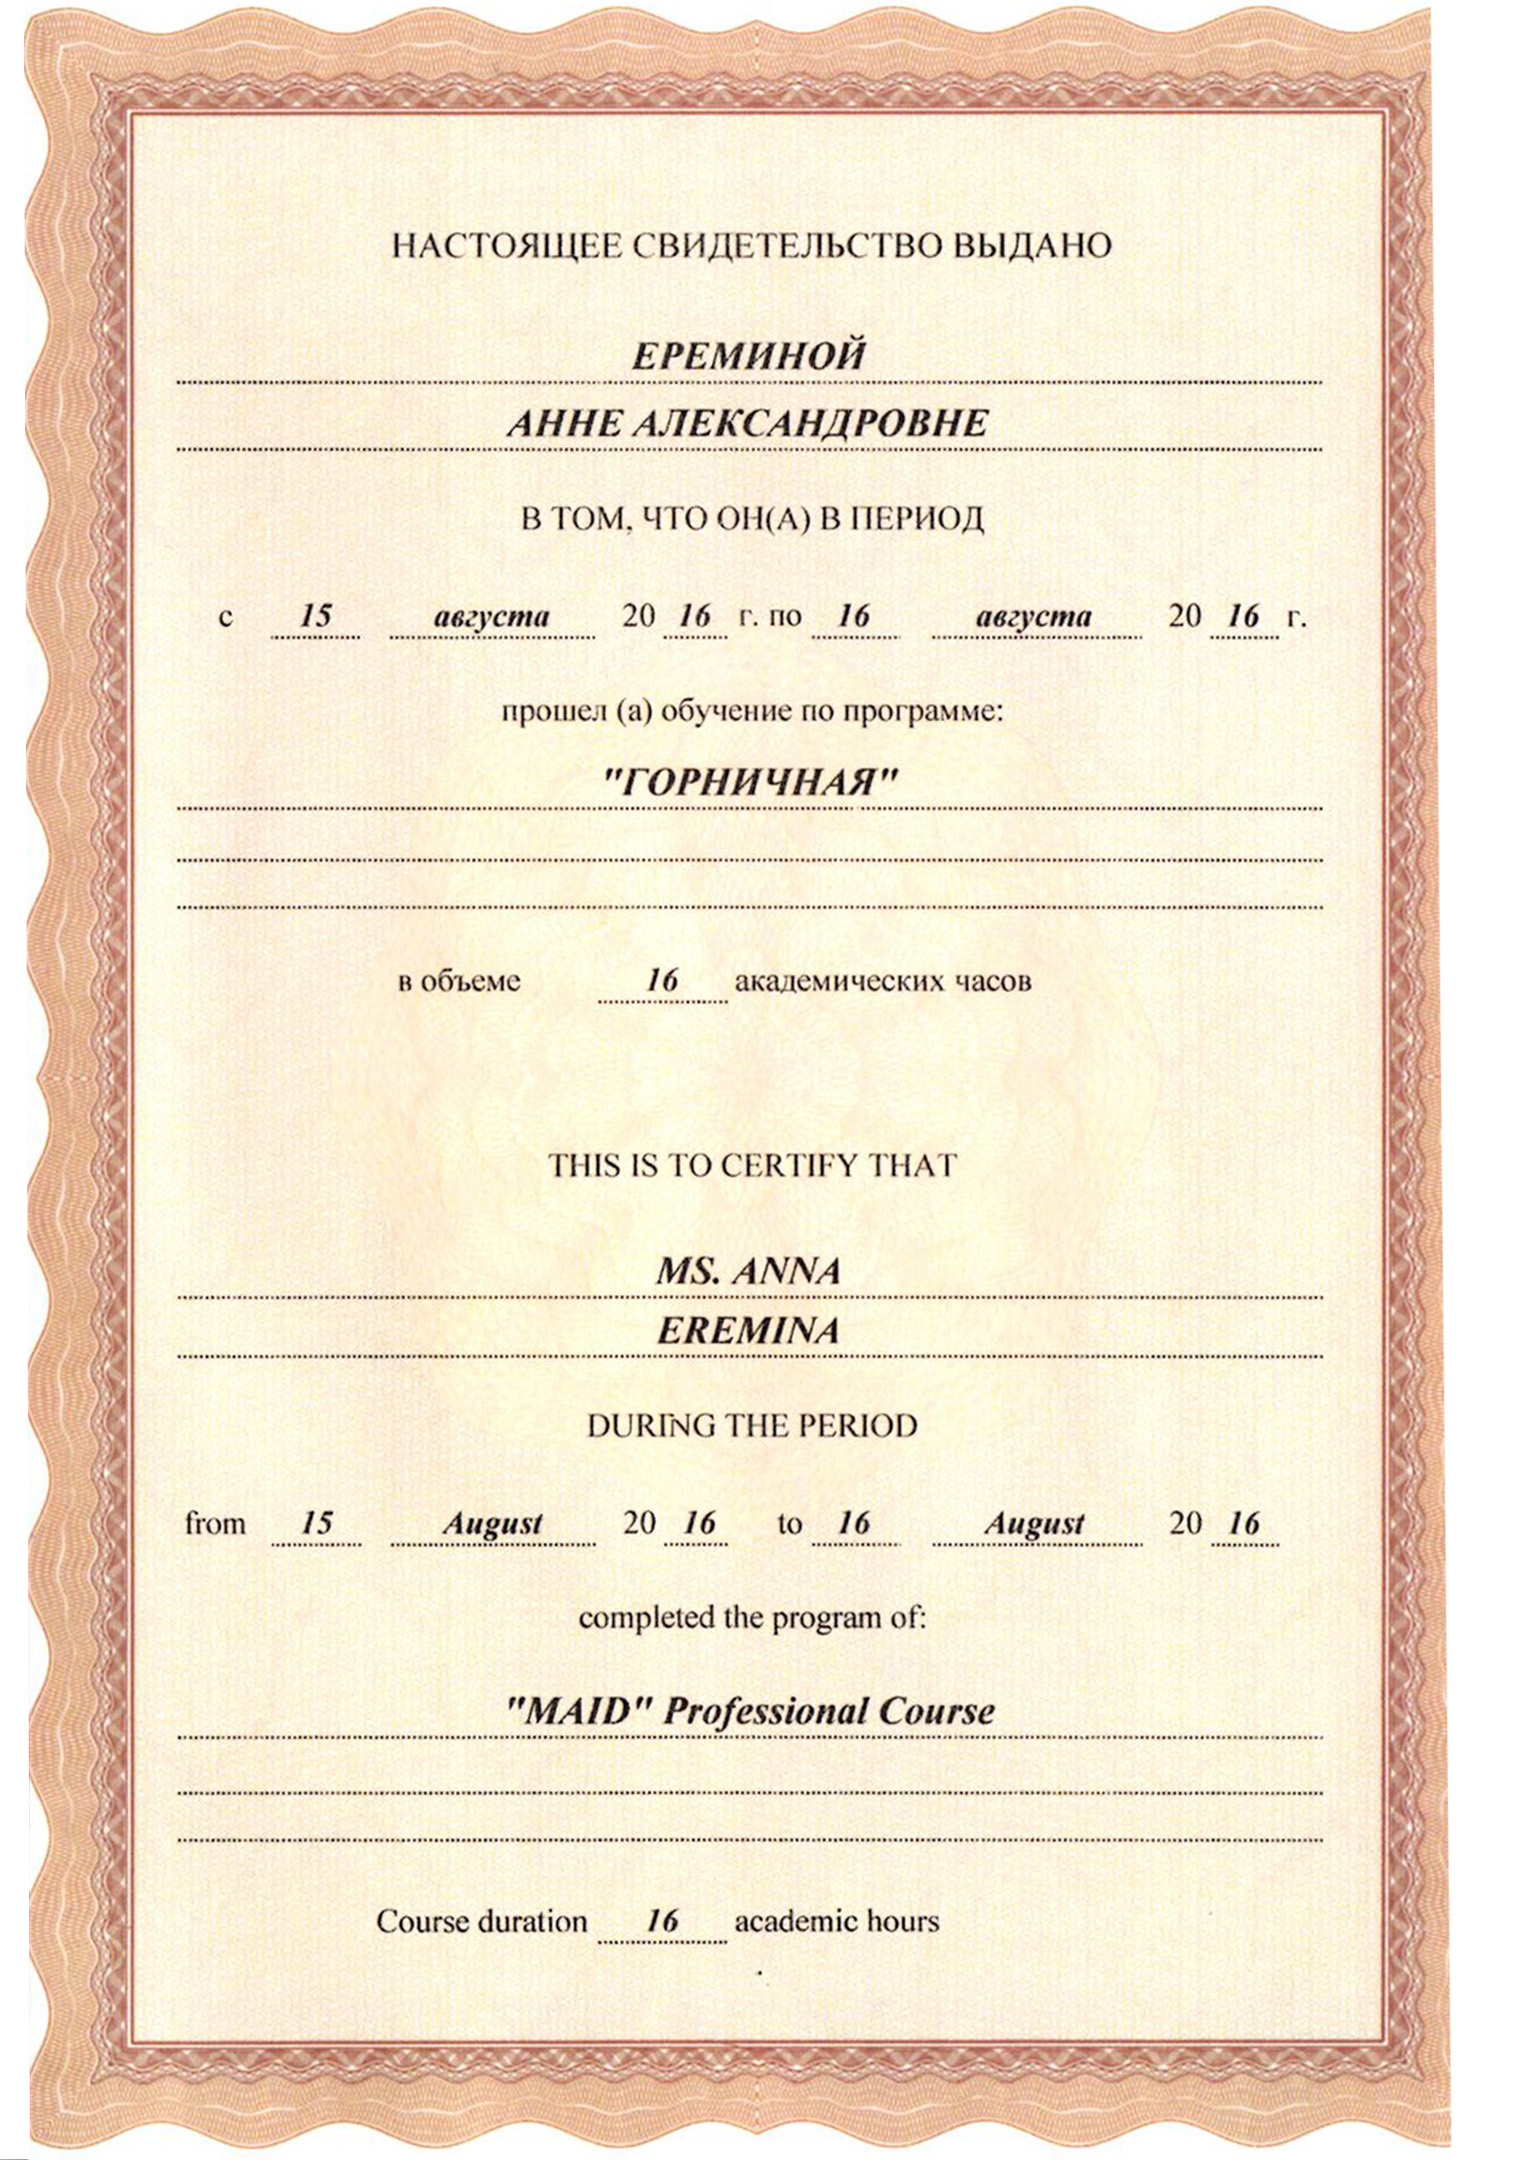 НАСТОЯЩЕЕ СВИДЕТЕЛЬСТВО ВЫДАНО
ЕРЕМИНОЙ
АННЕ АЛЕКСАНДРОВНЕ
В ТОМ, ЧТО ОН(А) В ПЕРИОД
с 15 августа 20 16 г. по 16 августа 20 16 г.
прошел (а) обучение по программе:
"ГОРНИЧНАЯ"
в объеме 16 академических часов
THIS IS TO CERTIFY THAT
MS. ANNA
EREMINA
DURING THE PERIOD
from 15 August 20 16 to 16 August 20 16
completed the program of:
"MAID" Professional Course
Course duration 16 academic hours